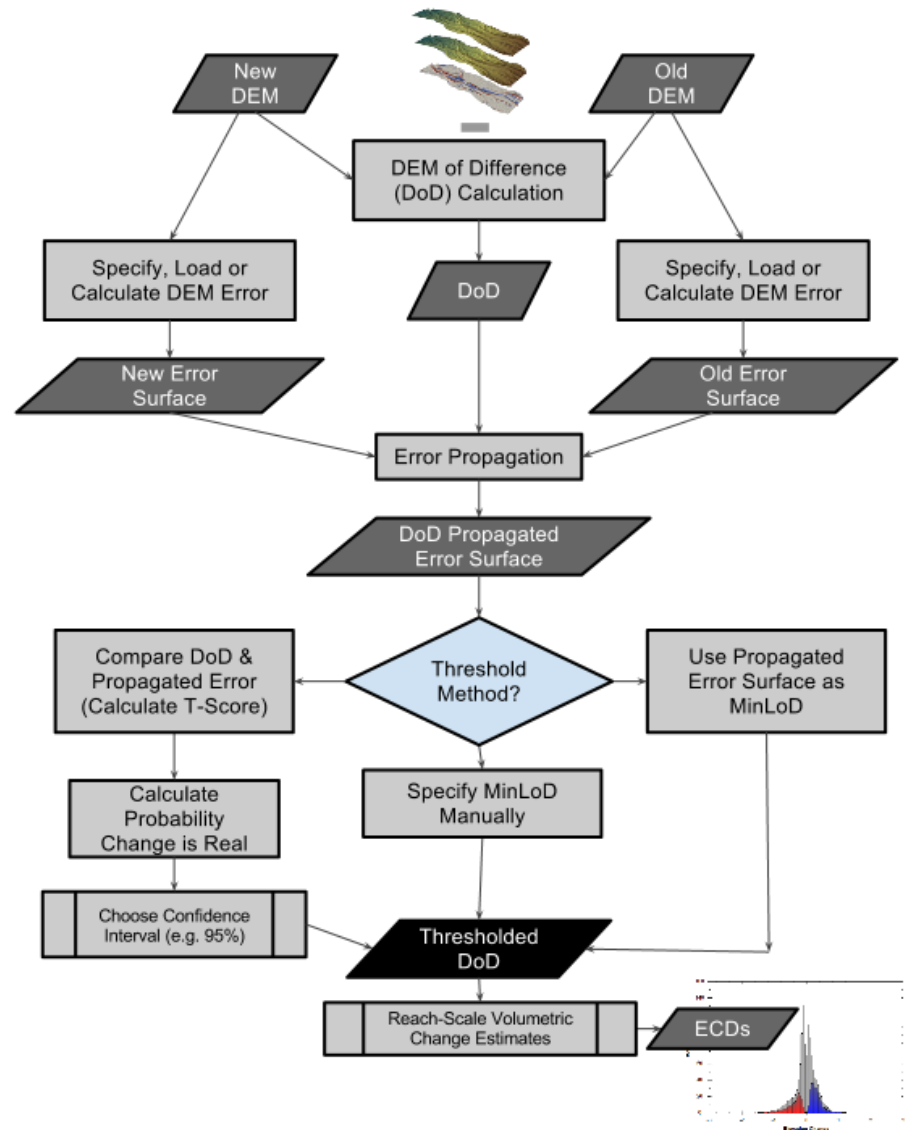 New
DEM
Old
DEM
DEM of Difference
(DoD) Calculation
Specify, Load or
Calculate DEM Error
DoD
Specify, Load or
Calculate DEM Error
New Error
Surface
Old Error
Surface
Error Propagation
DoD Propagated
Error Surface
Threshold
Method?
Compare DoD &
Propagated Error
(Calculate T-Score)
Use Propagated
Error Surface as
MinLoD
Calculate
Probability
Change is Real
Specify MinLoD
Manually
Choose Confidence
Interval (e.g. 95%)
Thresholded
DoD
Reach-Scale Volumetric
Change Estimates
ECDs